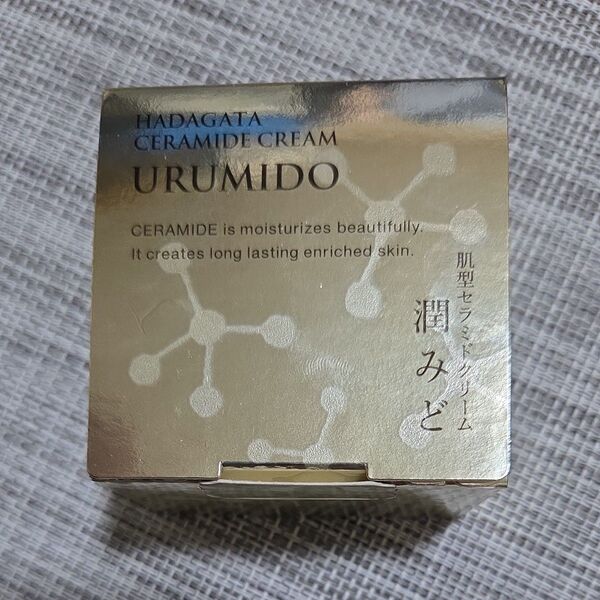 HADAGATA
CERAMIDE CREAM
URUMIDO
CERAMIDE is moisturizes beautifully.
It creates long lasting enriched skin.
肌型セラミドクリーム
潤みど